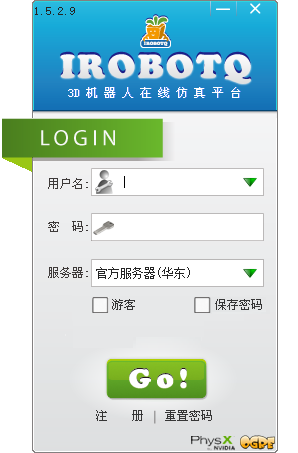 1.5.2.9
IROBOTQ
IROBOTQ
3D 机器人在线仿真平台
LOGIN
用户名:
密 码:
服务器: 官方服务器(华东)
游客 保存密码
Go!
注 册 | 重置密码
PhysX by NVIDIA OGDF